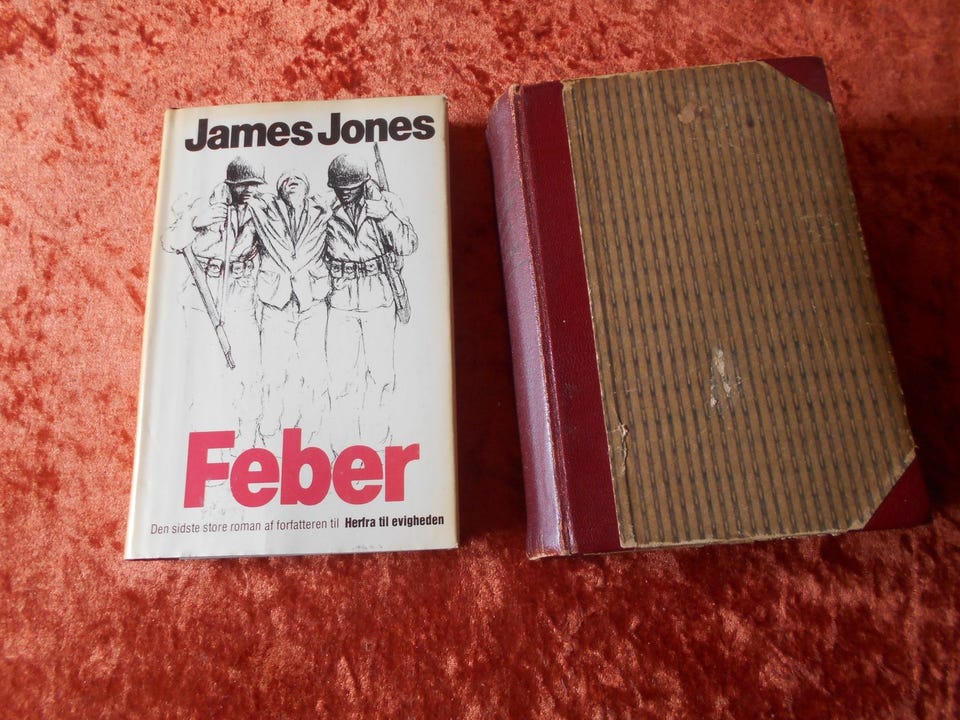 James Jones
Feber
Den sidste store roman af forfatteren til Herfra til evigheden